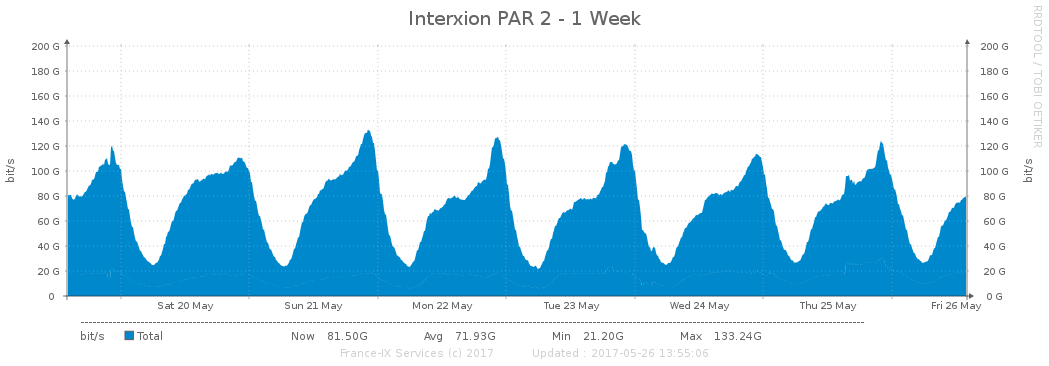 Interxion PAR 2 - 1 Week
RRDTOOL / TOBI OETIKER
bit/s
200 G 200 G
180 G 180 G
160 G 160 G
140 G 140 G
120 G 120 G
100 G 100 G
80 G 80 G
60 G 60 G
40 G 40 G
20 G 20 G
0 0 G
bit/s
Sat 20 May Sun 21 May Mon 22 May Tue 23 May Wed 24 May Thu 25 May Fri 26 May
bit/s Total Now 81.50G Avg 71.93G Min 21.20G Max 133.24G
France-IX Services (c) 2017 Updated : 2017-05-26 13:55:06